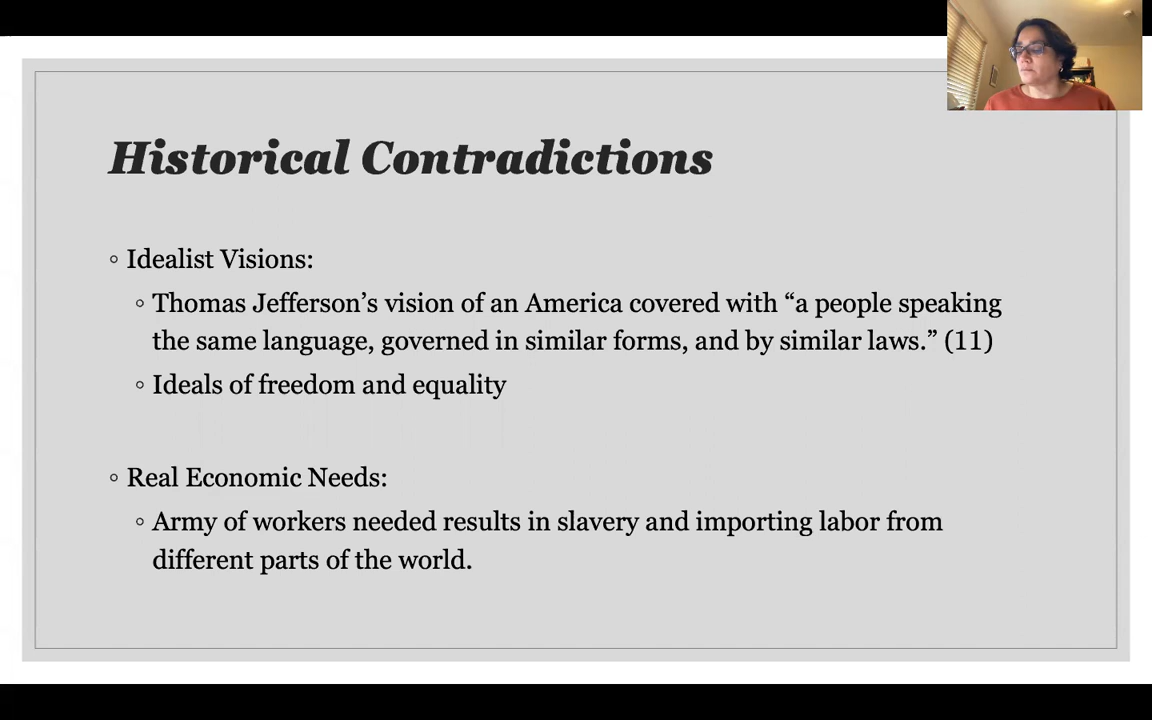 Historical Contradictions
◦ Idealist Visions:
◦ Thomas Jefferson’s vision of an America covered with “a people speaking
the same language, governed in similar forms, and by similar laws.” (11)
◦ Ideals of freedom and equality
◦ Real Economic Needs:
◦ Army of workers needed results in slavery and importing labor from
different parts of the world.